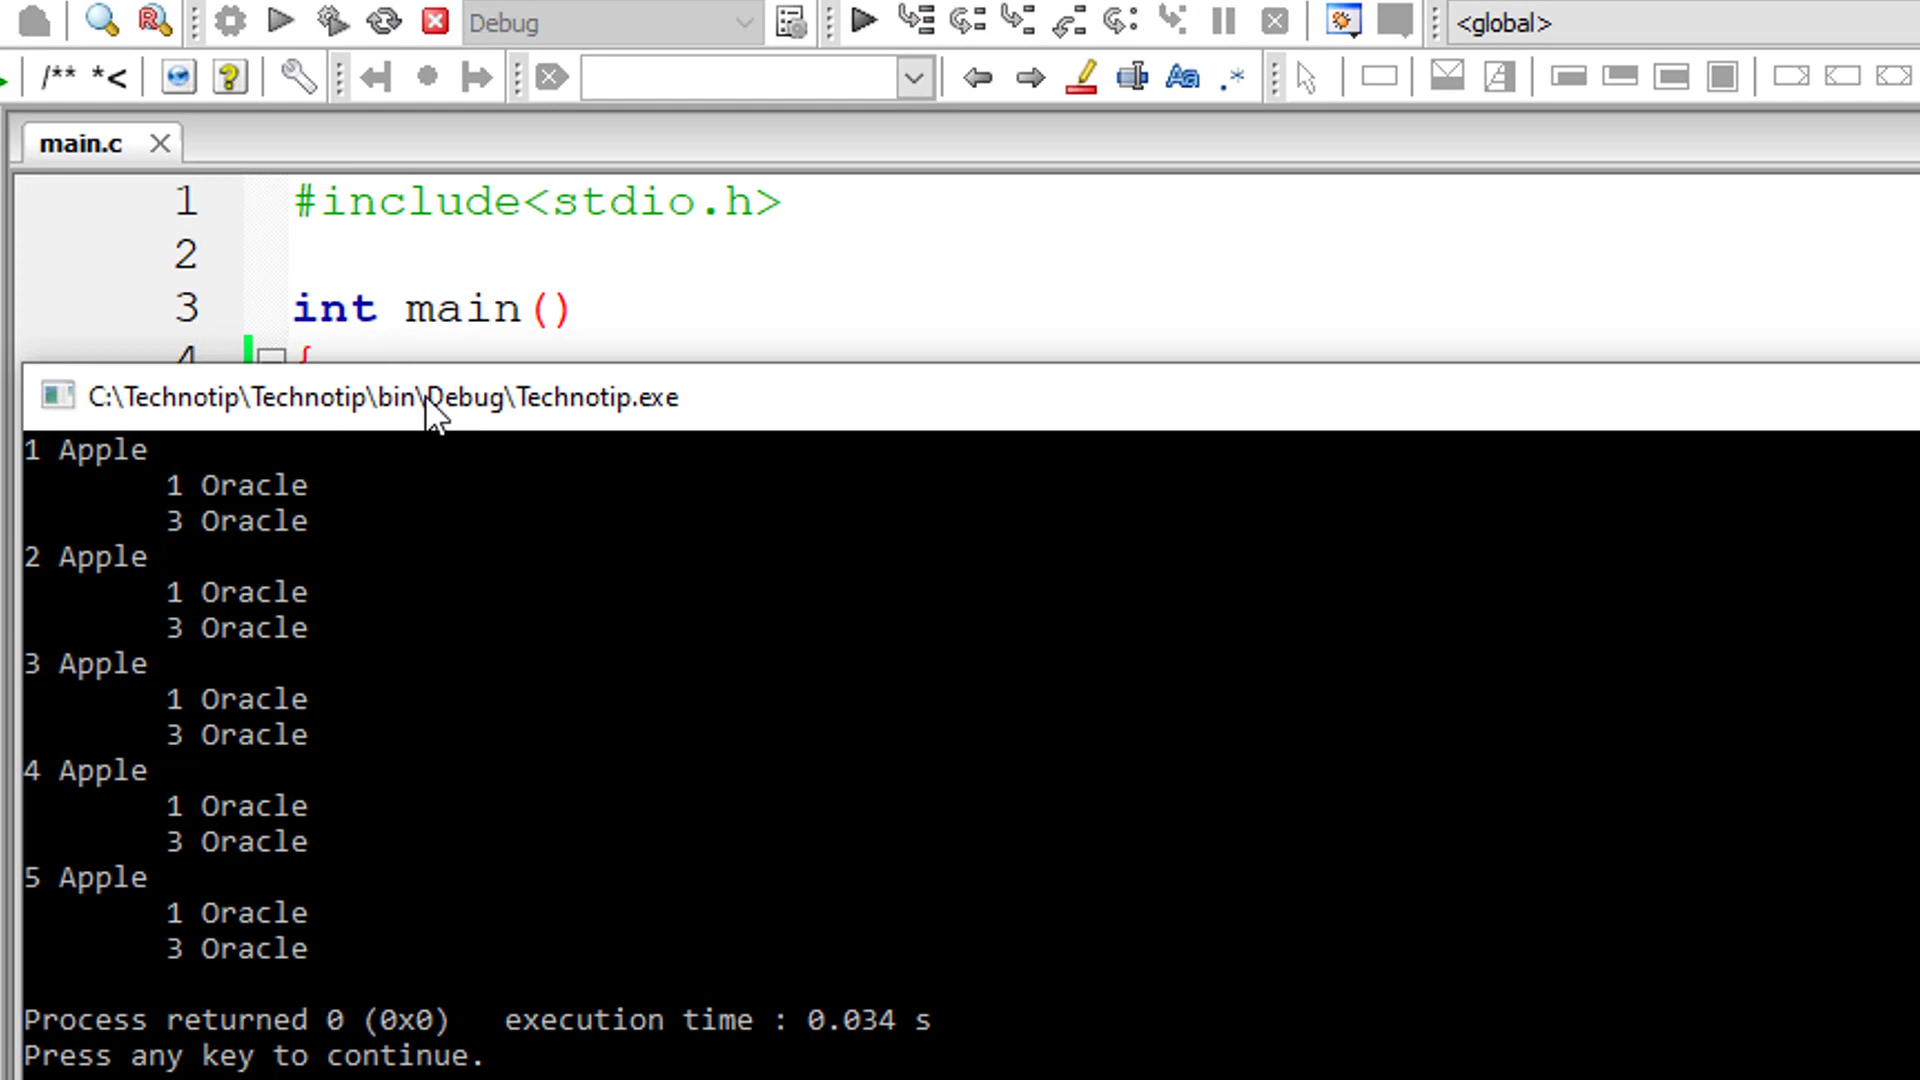 Debug
<global>
/** *<
Aa .*
main.c
1 #include<stdio.h>
2
3 int main()
4 {
C:\Technotip\Technotip\bin\Debug\Technotip.exe
1 Apple
1 Oracle
3 Oracle
2 Apple
1 Oracle
3 Oracle
3 Apple
1 Oracle
3 Oracle
4 Apple
1 Oracle
3 Oracle
5 Apple
1 Oracle
3 Oracle
Process returned 0 (0x0)   execution time : 0.034 s
Press any key to continue.